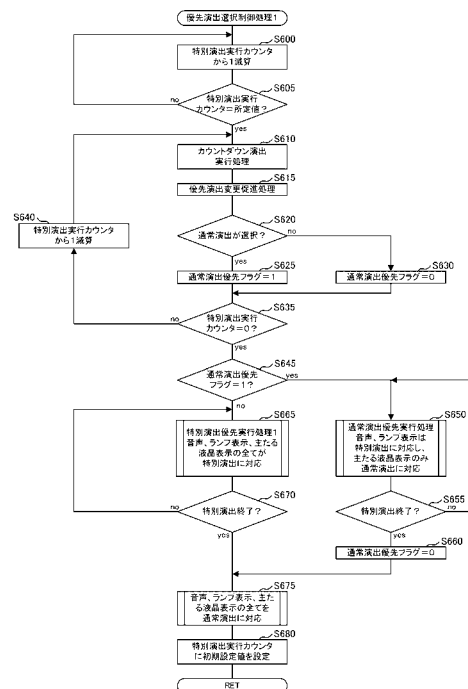 優先演出選択制御処理1
S600
特別演出実行カウンタ
から1減算
S605
特別演出実行
カウンタ=所定値?
no
yes
S610
カウントダウン演出
実行処理
S615
優先演出変更促進処理
S640
特別演出実行カウンタ
から1減算
S620
通常演出が選択?
no
yes
S625
通常演出優先フラグ=1
S630
通常演出優先フラグ=0
S635
特別演出実行
カウンタ=0?
no
yes
S645
通常演出優先
フラグ=1?
yes
no
S665
特別演出優先実行処理1
音声、ランプ表示、主たる
液晶表示の全てが
特別演出に対応
S650
通常演出優先実行処理
音声、ランプ表示は
特別演出に対応し、
主たる液晶表示のみ
通常演出に対応
S670
特別演出終了?
no
yes
S655
特別演出終了?
no
yes
S660
通常演出優先フラグ=0
S675
音声、ランプ表示、主た
る液晶表示の全てを
通常演出に対応
S680
特別演出実行カウンタ
に初期設定値を設定
RET